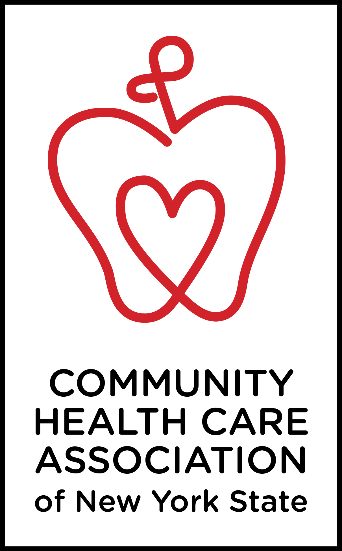 COMMUNITY
HEALTH CARE
ASSOCIATION
of New York State